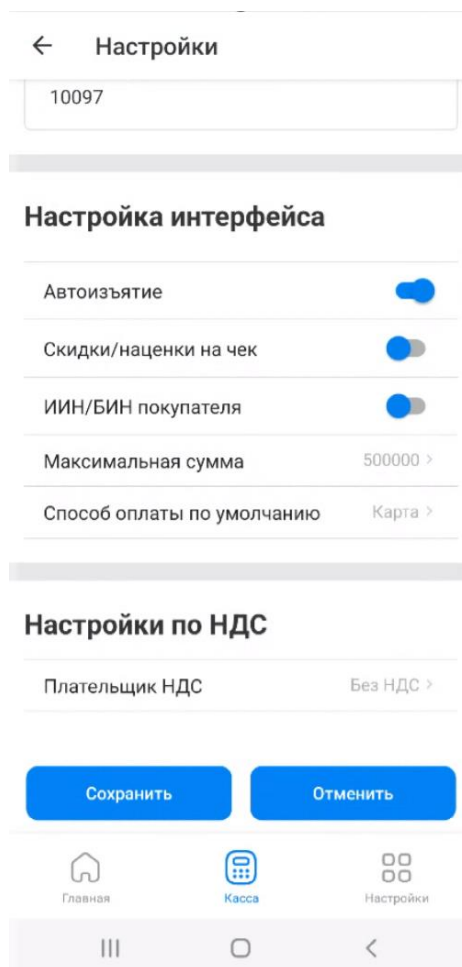 Настройки
10097
Настройка интерфейса
Автоизъятие
Скидки/наценки на чек
ИИН/БИН покупателя
Максимальная сумма 500000 >
Способ оплаты по умолчанию Карта >
Настройки по НДС
Плательщик НДС Без НДС >
Сохранить Отменить
Главная Касса Настройки